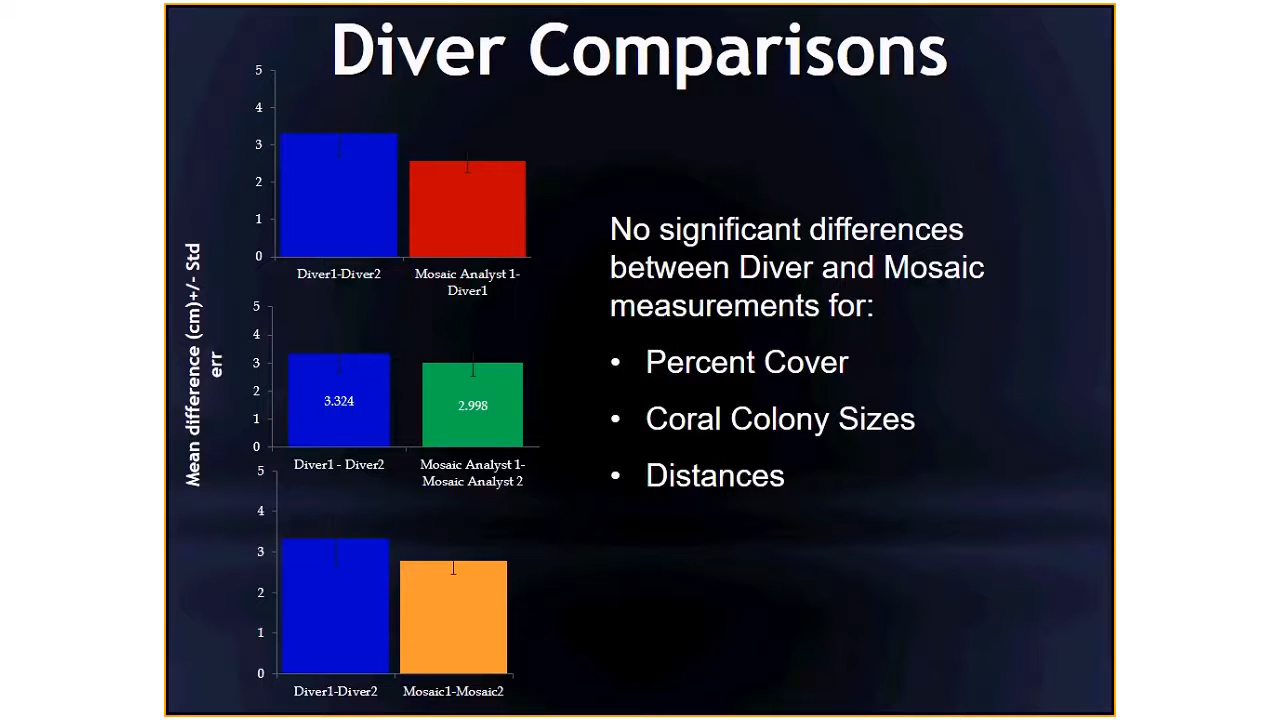 Diver Comparisons
5
4
3
2
1
0
Diver1-Diver2
Mosaic Analyst 1-
Diver1
Mean difference (cm)+/- Std
err
5
4
3
2
1
0
3.324
2.998
Diver1 - Diver2
Mosaic Analyst 1-
Mosaic Analyst 2
5
4
3
2
1
0
Diver1-Diver2
Mosaic1-Mosaic2
No significant differences
between Diver and Mosaic
measurements for:
• Percent Cover
• Coral Colony Sizes
• Distances